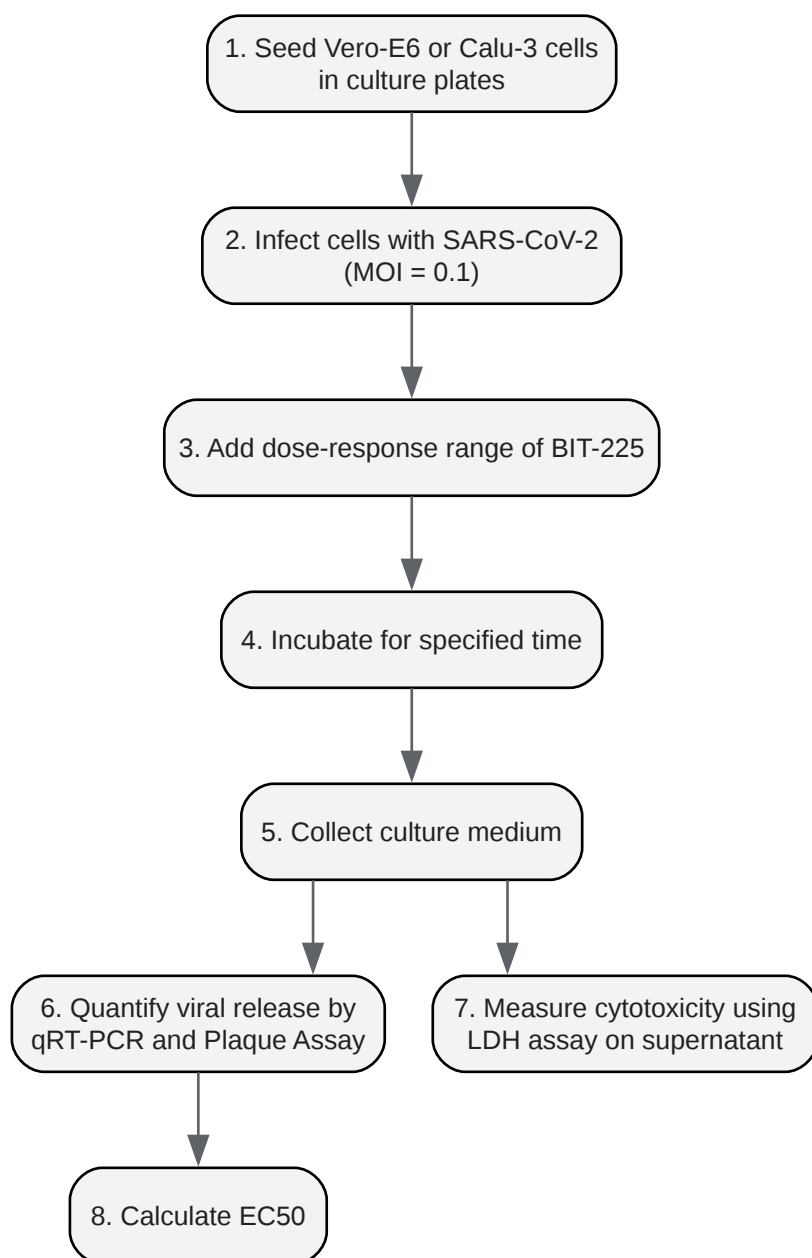 1. Seed Vero-E6 or Calu-3 cells
in culture plates
2. Infect cells with SARS-CoV-2
(MOI = 0.1)
3. Add dose-response range of BIT-225
4. Incubate for specified time
5. Collect culture medium
6. Quantify viral release by
qRT-PCR and Plaque Assay
7. Measure cytotoxicity using
LDH assay on supernatant
8. Calculate EC50